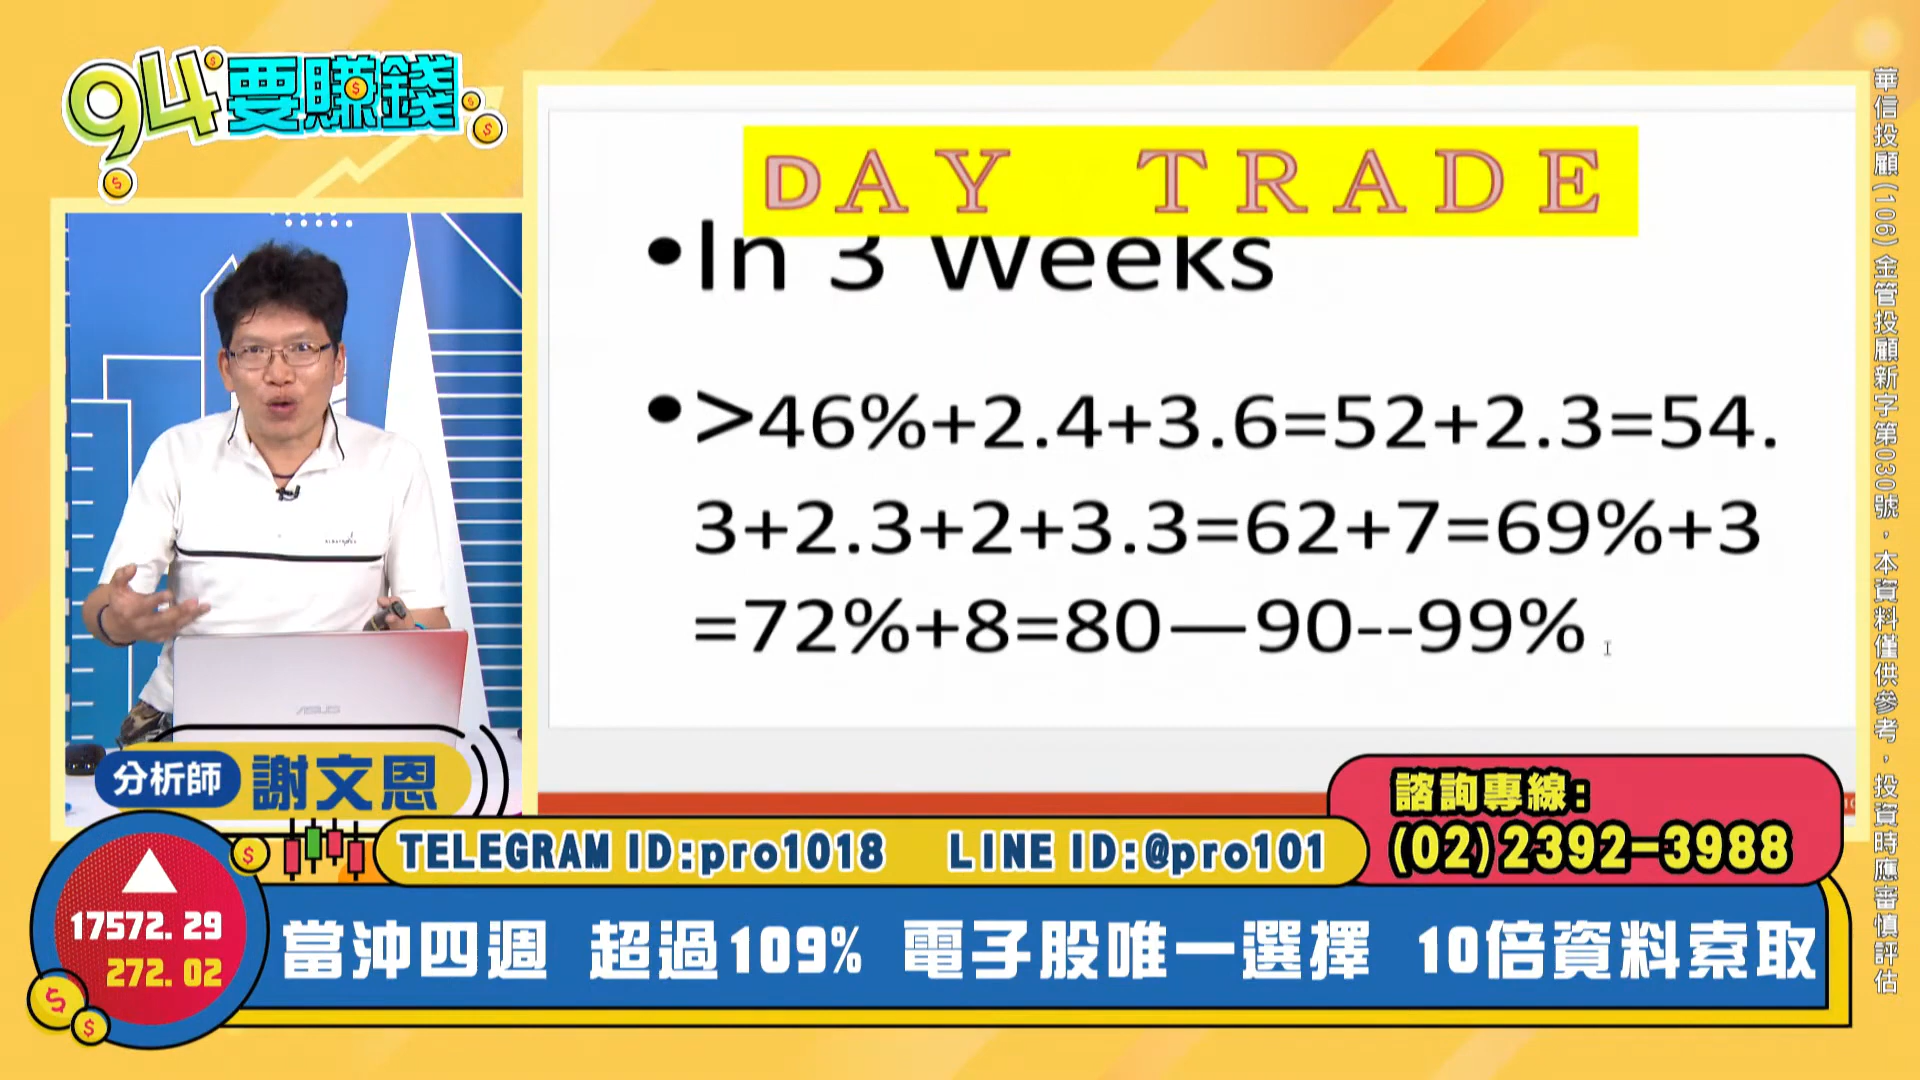 94要賺錢
DAY TRADE
•In 3 Weeks
•>46%+2.4+3.6=52+2.3=54.
3+2.3+2+3.3=62+7=69%+3
=72%+8=80—90--99%
ASUS
分析師 謝文恩
諮詢專線:
(02)2392-3988
TELEGRAM ID:pro1018 LINE ID:@pro101
17572.29
272.02
當沖四週 超過109% 電子股唯一選擇 10倍資料索取
華信投顧(106)金管投顧新字第030號，本資料僅供參考，投資時應審慎評估